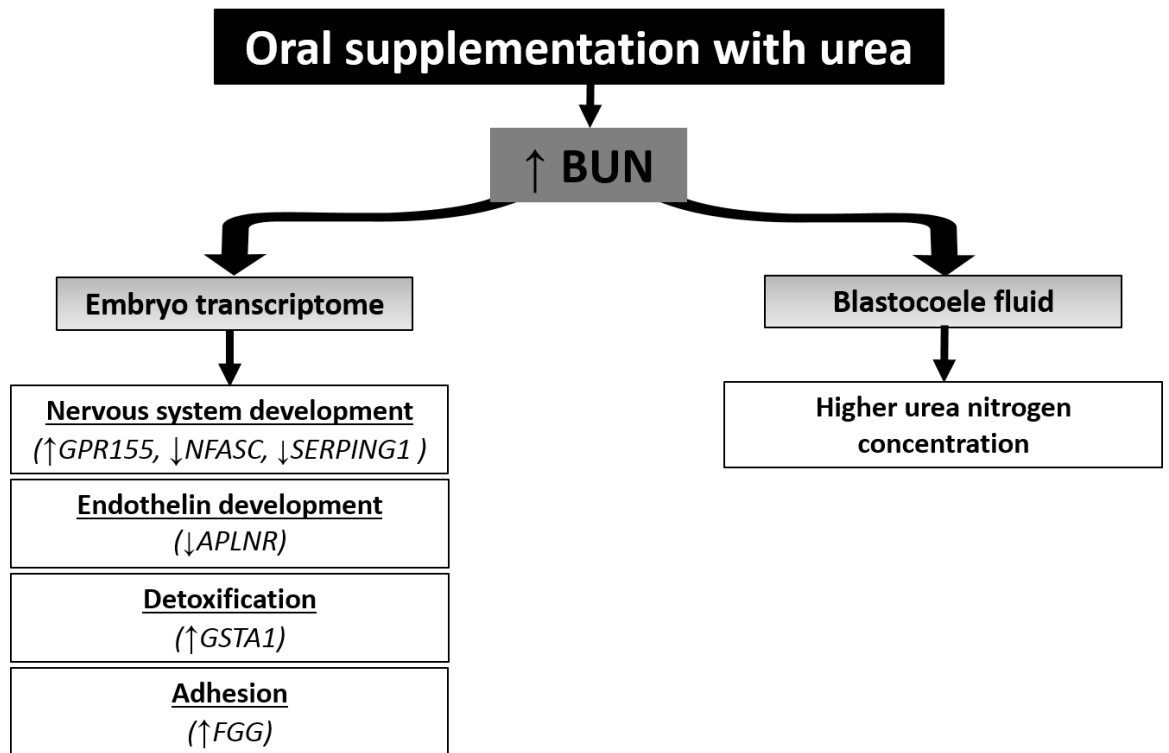 Oral supplementation with urea
↑ BUN
Embryo transcriptome
Nervous system development
(↑GPR155, ↓NFASC, ↓SERPING1 )
Endothelin development
(↓APLNR)
Detoxification
(↑GSTA1)
Adhesion
(↑FGG)
Blastocoele fluid
Higher urea nitrogen
concentration